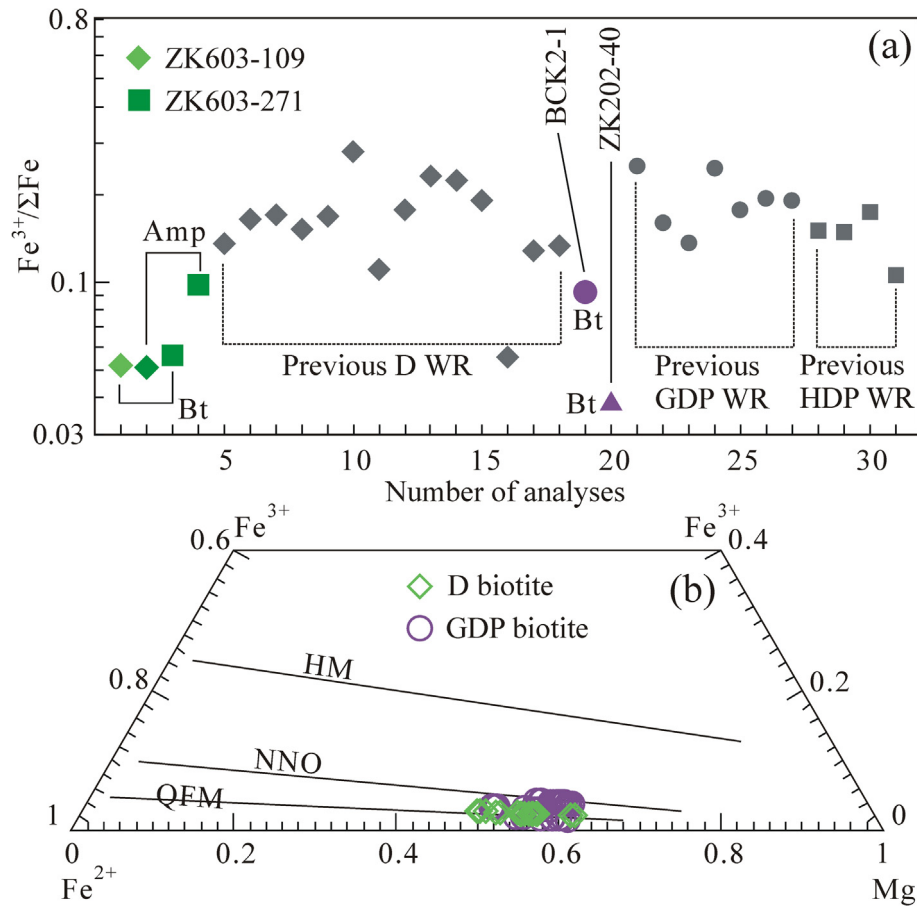 0.8
(a)
ZK603-109
ZK603-271
BCK2-1
ZK202-40
Fe³⁺/ΣFe
Amp
0.1
Bt
Previous D WR
Bt
Previous
GDP WR
Previous
HDP WR
Bt
0.03
5 10 15 20 25 30
Number of analyses
0.6 Fe³⁺ Fe³⁺ 0.4
(b)
D biotite
GDP biotite
HM
0.8 0.2
NNO
QFM
1 0
0 0.2 0.4 0.6 0.8 1
Fe²⁺ Mg